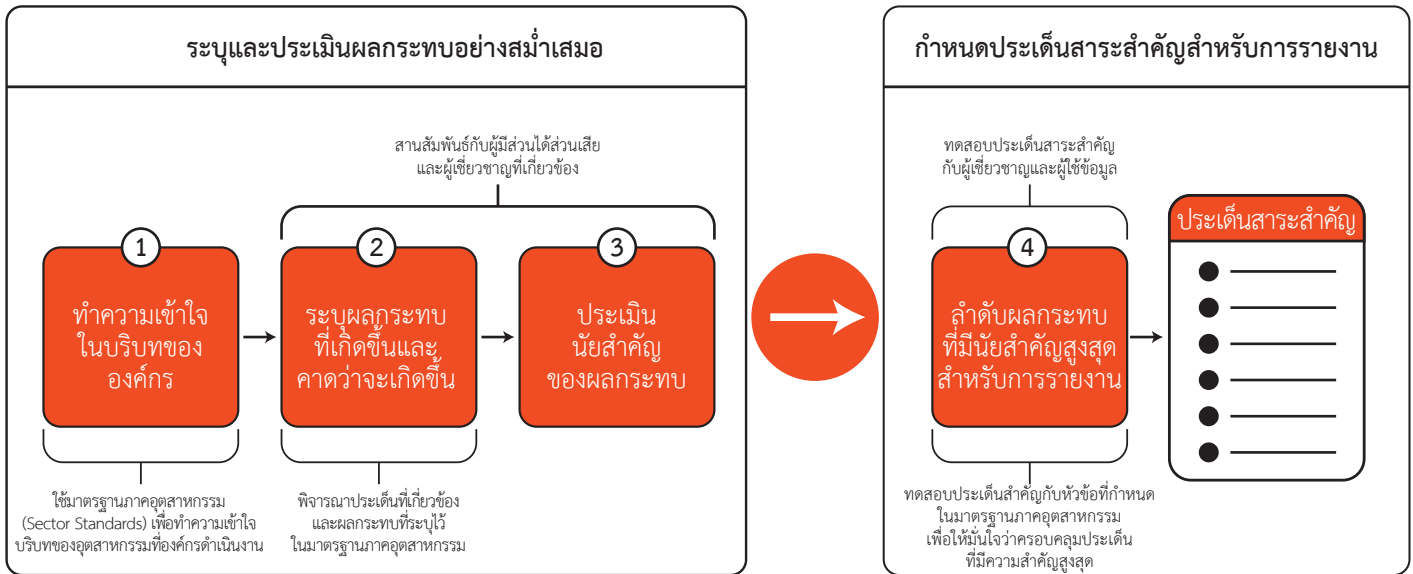 ระบุและประเมินผลกระทบอย่างสม่ำเสมอ
สานสัมพันธ์กับผู้มีส่วนได้ส่วนเสีย
และผู้เชี่ยวชาญที่เกี่ยวข้อง
1
ทำความเข้าใจ
ในบริบทของ
องค์กร
ใช้มาตรฐานภาคอุตสาหกรรม
(Sector Standards) เพื่อทำความเข้าใจ
บริบทของอุตสาหกรรมที่องค์กรดำเนินงาน
2
ระบุผลกระทบ
ที่เกิดขึ้นและ
คาดว่าจะเกิดขึ้น
พิจารณาประเด็นที่เกี่ยวข้อง
และผลกระทบที่ระบุไว้
ในมาตรฐานภาคอุตสาหกรรม
3
ประเมิน
นัยสำคัญ
ของผลกระทบ
กำหนดประเด็นสาระสำคัญสำหรับการรายงาน
ทดสอบประเด็นสาระสำคัญ
กับผู้เชี่ยวชาญและผู้ใช้ข้อมูล
4
ลำดับผลกระทบ
ที่มีนัยสำคัญสูงสุด
สำหรับการรายงาน
ทดสอบประเด็นสำคัญกับหัวข้อที่กำหนด
ในมาตรฐานภาคอุตสาหกรรม
เพื่อให้มั่นใจว่าครอบคลุมประเด็น
ที่มีความสำคัญสูงสุด
ประเด็นสาระสำคัญ